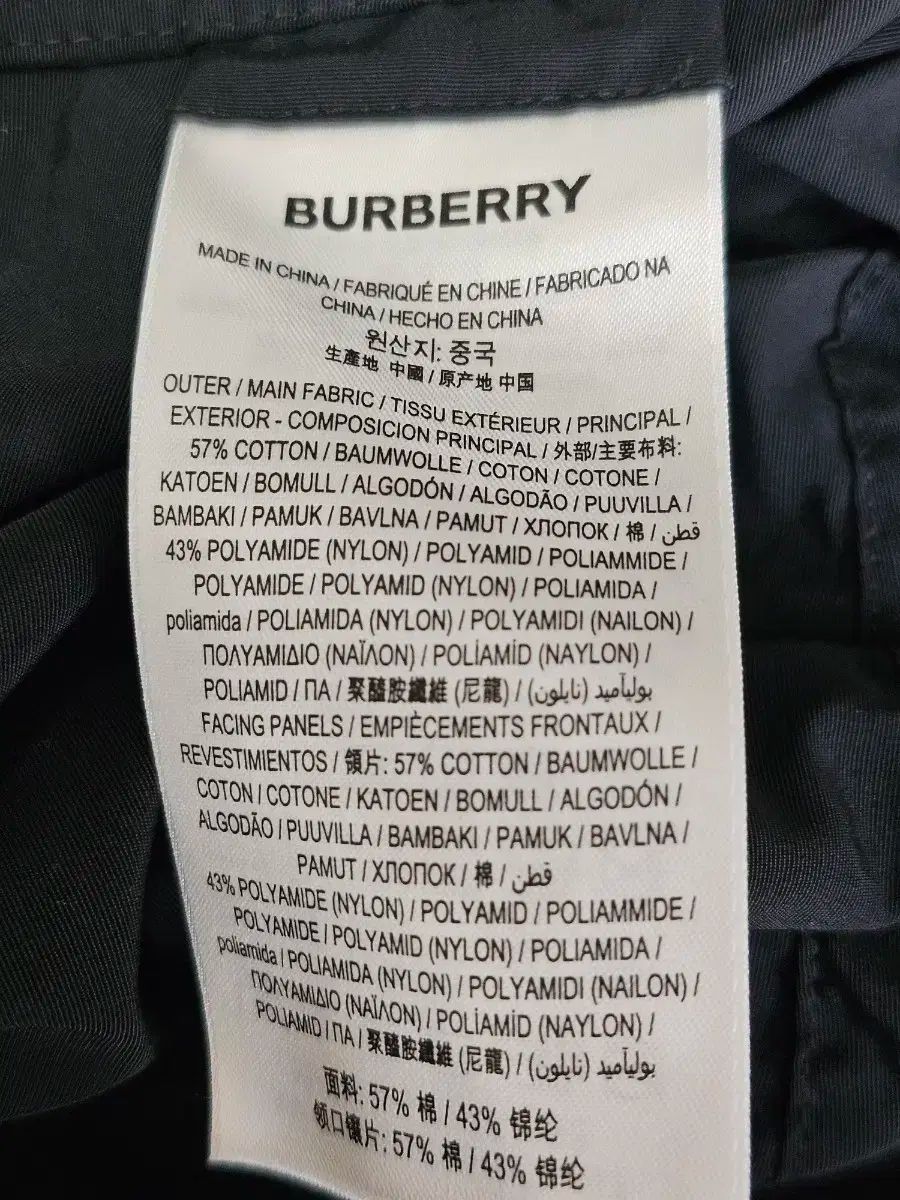 BURBERRY
MADE IN CHINA / FABRIQUÉ EN CHINE / FABRICADO NA
CHINA / HECHO EN CHINA
원산지: 중국
生產地 中國 / 原产地 中国
OUTER / MAIN FABRIC / TISSU EXTÉRIEUR / PRINCIPAL /
EXTERIOR - COMPOSICION PRINCIPAL / 外部/主要布料:
57% COTTON / BAUMWOLLE / COTON / COTONE /
KATOEN / BOMULL / ALGODÓN / ALGODÃO / PUUVILLA /
BAMBAKI / PAMUK / BAVLNA / PAMUT / ХЛОПОК / 棉 / قطن
43% POLYAMIDE (NYLON) / POLYAMID / POLIAMMIDE /
POLYAMIDE / POLYAMID (NYLON) / POLIAMIDA /
poliamida / POLIAMIDA (NYLON) / POLYAMIDI (NAILON) /
ΠΟΛΥΑΜΙΔΙΟ (ΝΑΪΛΟΝ) / POLİAMİD (NAYLON) /
POLIAMID / ПА / 聚醯胺纖維 (尼龍) / بوليآميد (نايلون)
FACING PANELS / EMPIÈCEMENTS FRONTAUX /
REVESTIMIENTOS / 領片: 57% COTTON / BAUMWOLLE /
COTON / COTONE / KATOEN / BOMULL / ALGODÓN /
ALGODÃO / PUUVILLA / BAMBAKI / PAMUK / BAVLNA /
PAMUT / ХЛОПОК / 棉 / قطن
43% POLYAMIDE (NYLON) / POLYAMID / POLIAMMIDE /
POLYAMIDE / POLYAMID (NYLON) / POLIAMIDA /
poliamida / POLIAMIDA (NYLON) / POLYAMIDI (NAILON) /
ΠΟΛΥΑΜΙΔΙΟ (ΝΑΪΛΟΝ) / POLİAMİD (NAYLON) /
POLIAMID / ПА / 聚醯胺纖維 (尼龍) / بوليآميد (نايلون)
面料: 57% 棉 / 43% 锦纶
领口镶片: 57% 棉 / 43% 锦纶